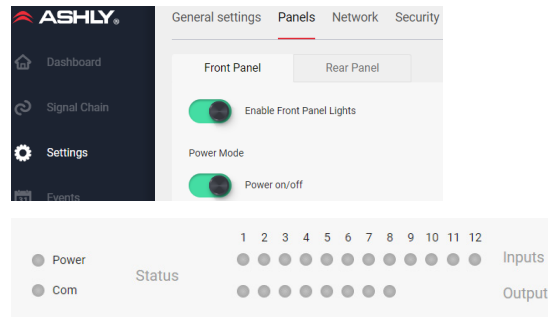 ASHLY®
General settings Panels Network Security
Dashboard
Front Panel Rear Panel
Signal Chain
Enable Front Panel Lights
Settings
Power Mode
Power on/off
11 Events
1 2 3 4 5 6 7 8 9 10 11 12
Power
Inputs
Status
Com
Output